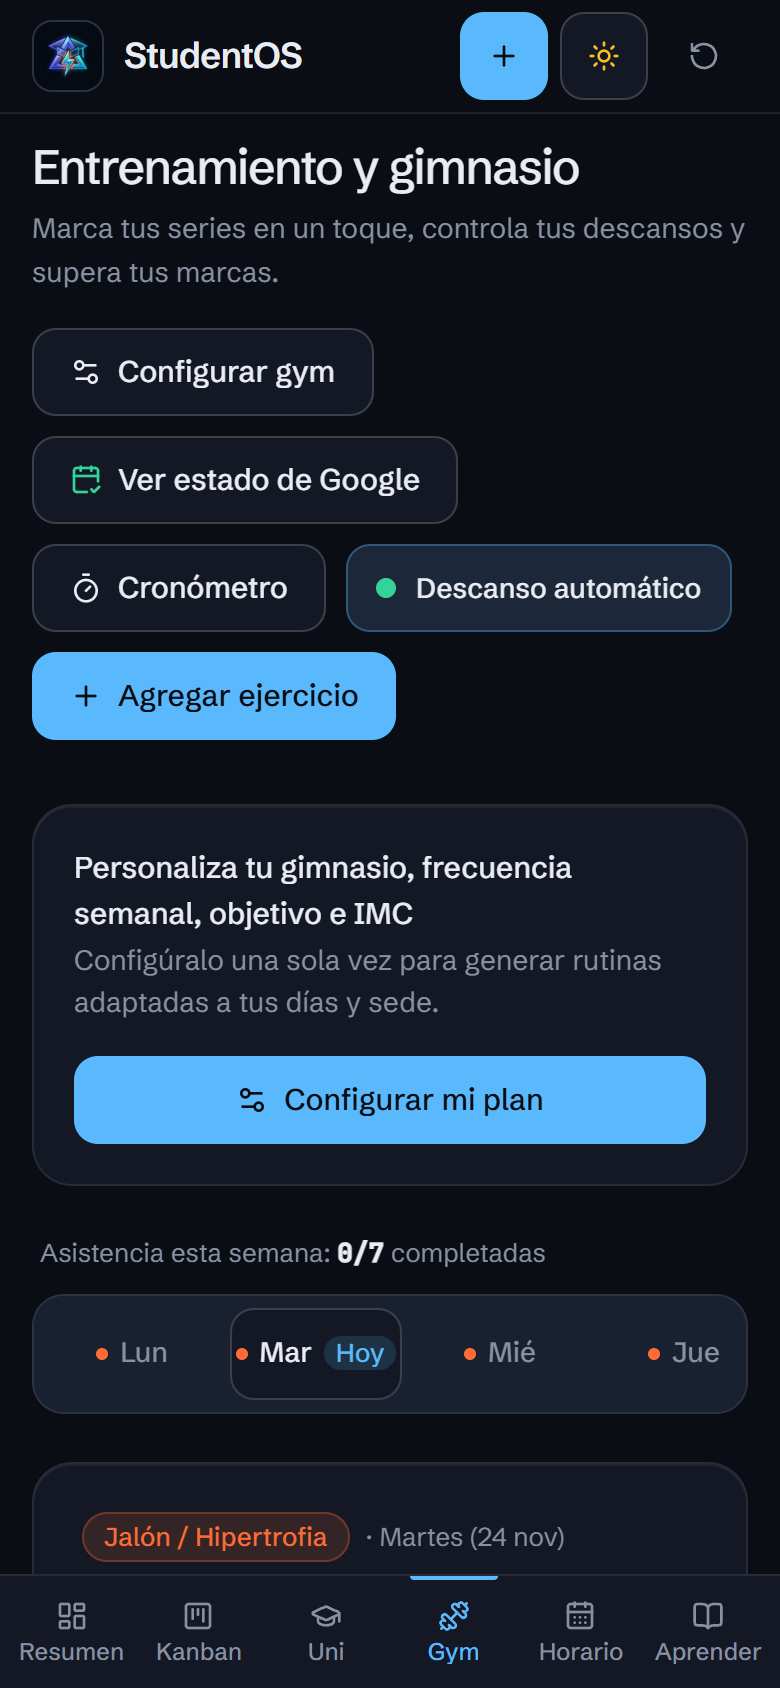 StudentOS
Entrenamiento y gimnasio
Marca tus series en un toque, controla tus descansos y
supera tus marcas.
Configurar gym
Ver estado de Google
Cronómetro
Descanso automático
Agregar ejercicio
Personaliza tu gimnasio, frecuencia
semanal, objetivo e IMC
Configúralo una sola vez para generar rutinas
adaptadas a tus días y sede.
Configurar mi plan
Asistencia esta semana: 0/7 completadas
Lun
Mar Hoy
Mié
Jue
Jalón / Hipertrofia · Martes (24 nov)
Resumen
Kanban
Uni
Gym
Horario
Aprender